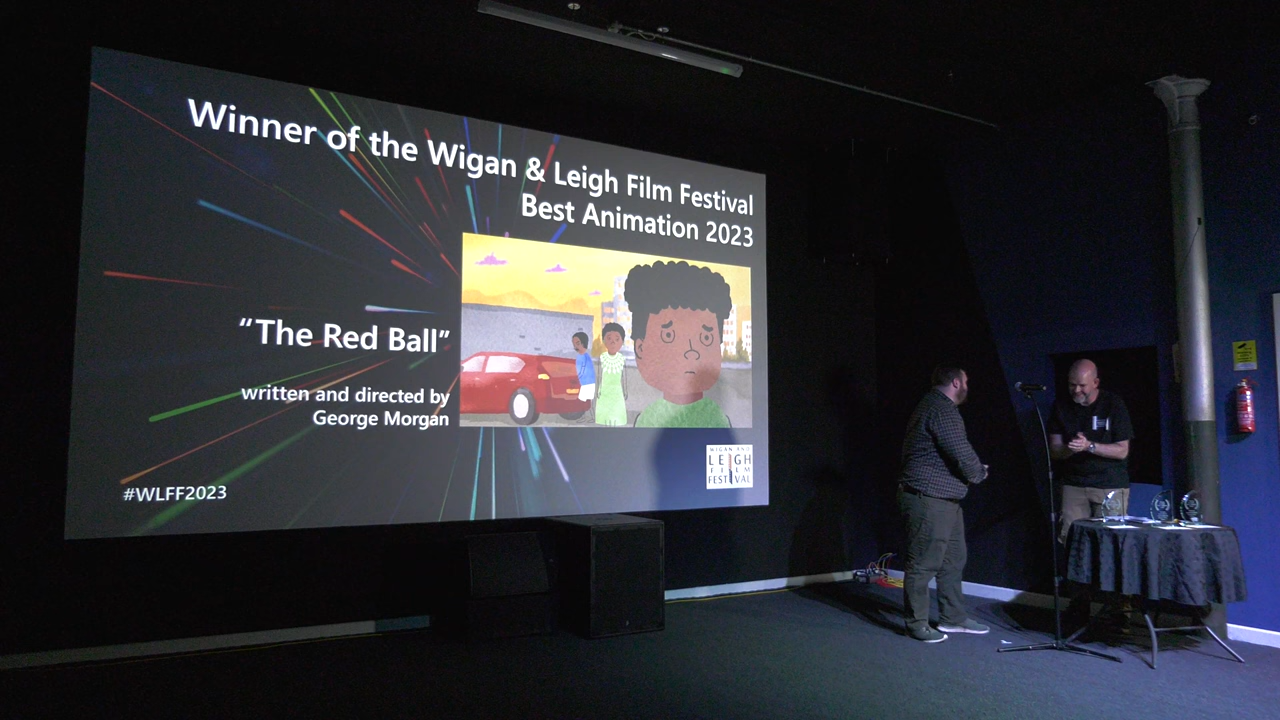 Winner of the Wigan & Leigh Film Festival
Best Animation 2023
“The Red Ball”
written and directed by
George Morgan
WIGAN AND
LEIGH
FILM
FESTIVAL
#WLFF2023